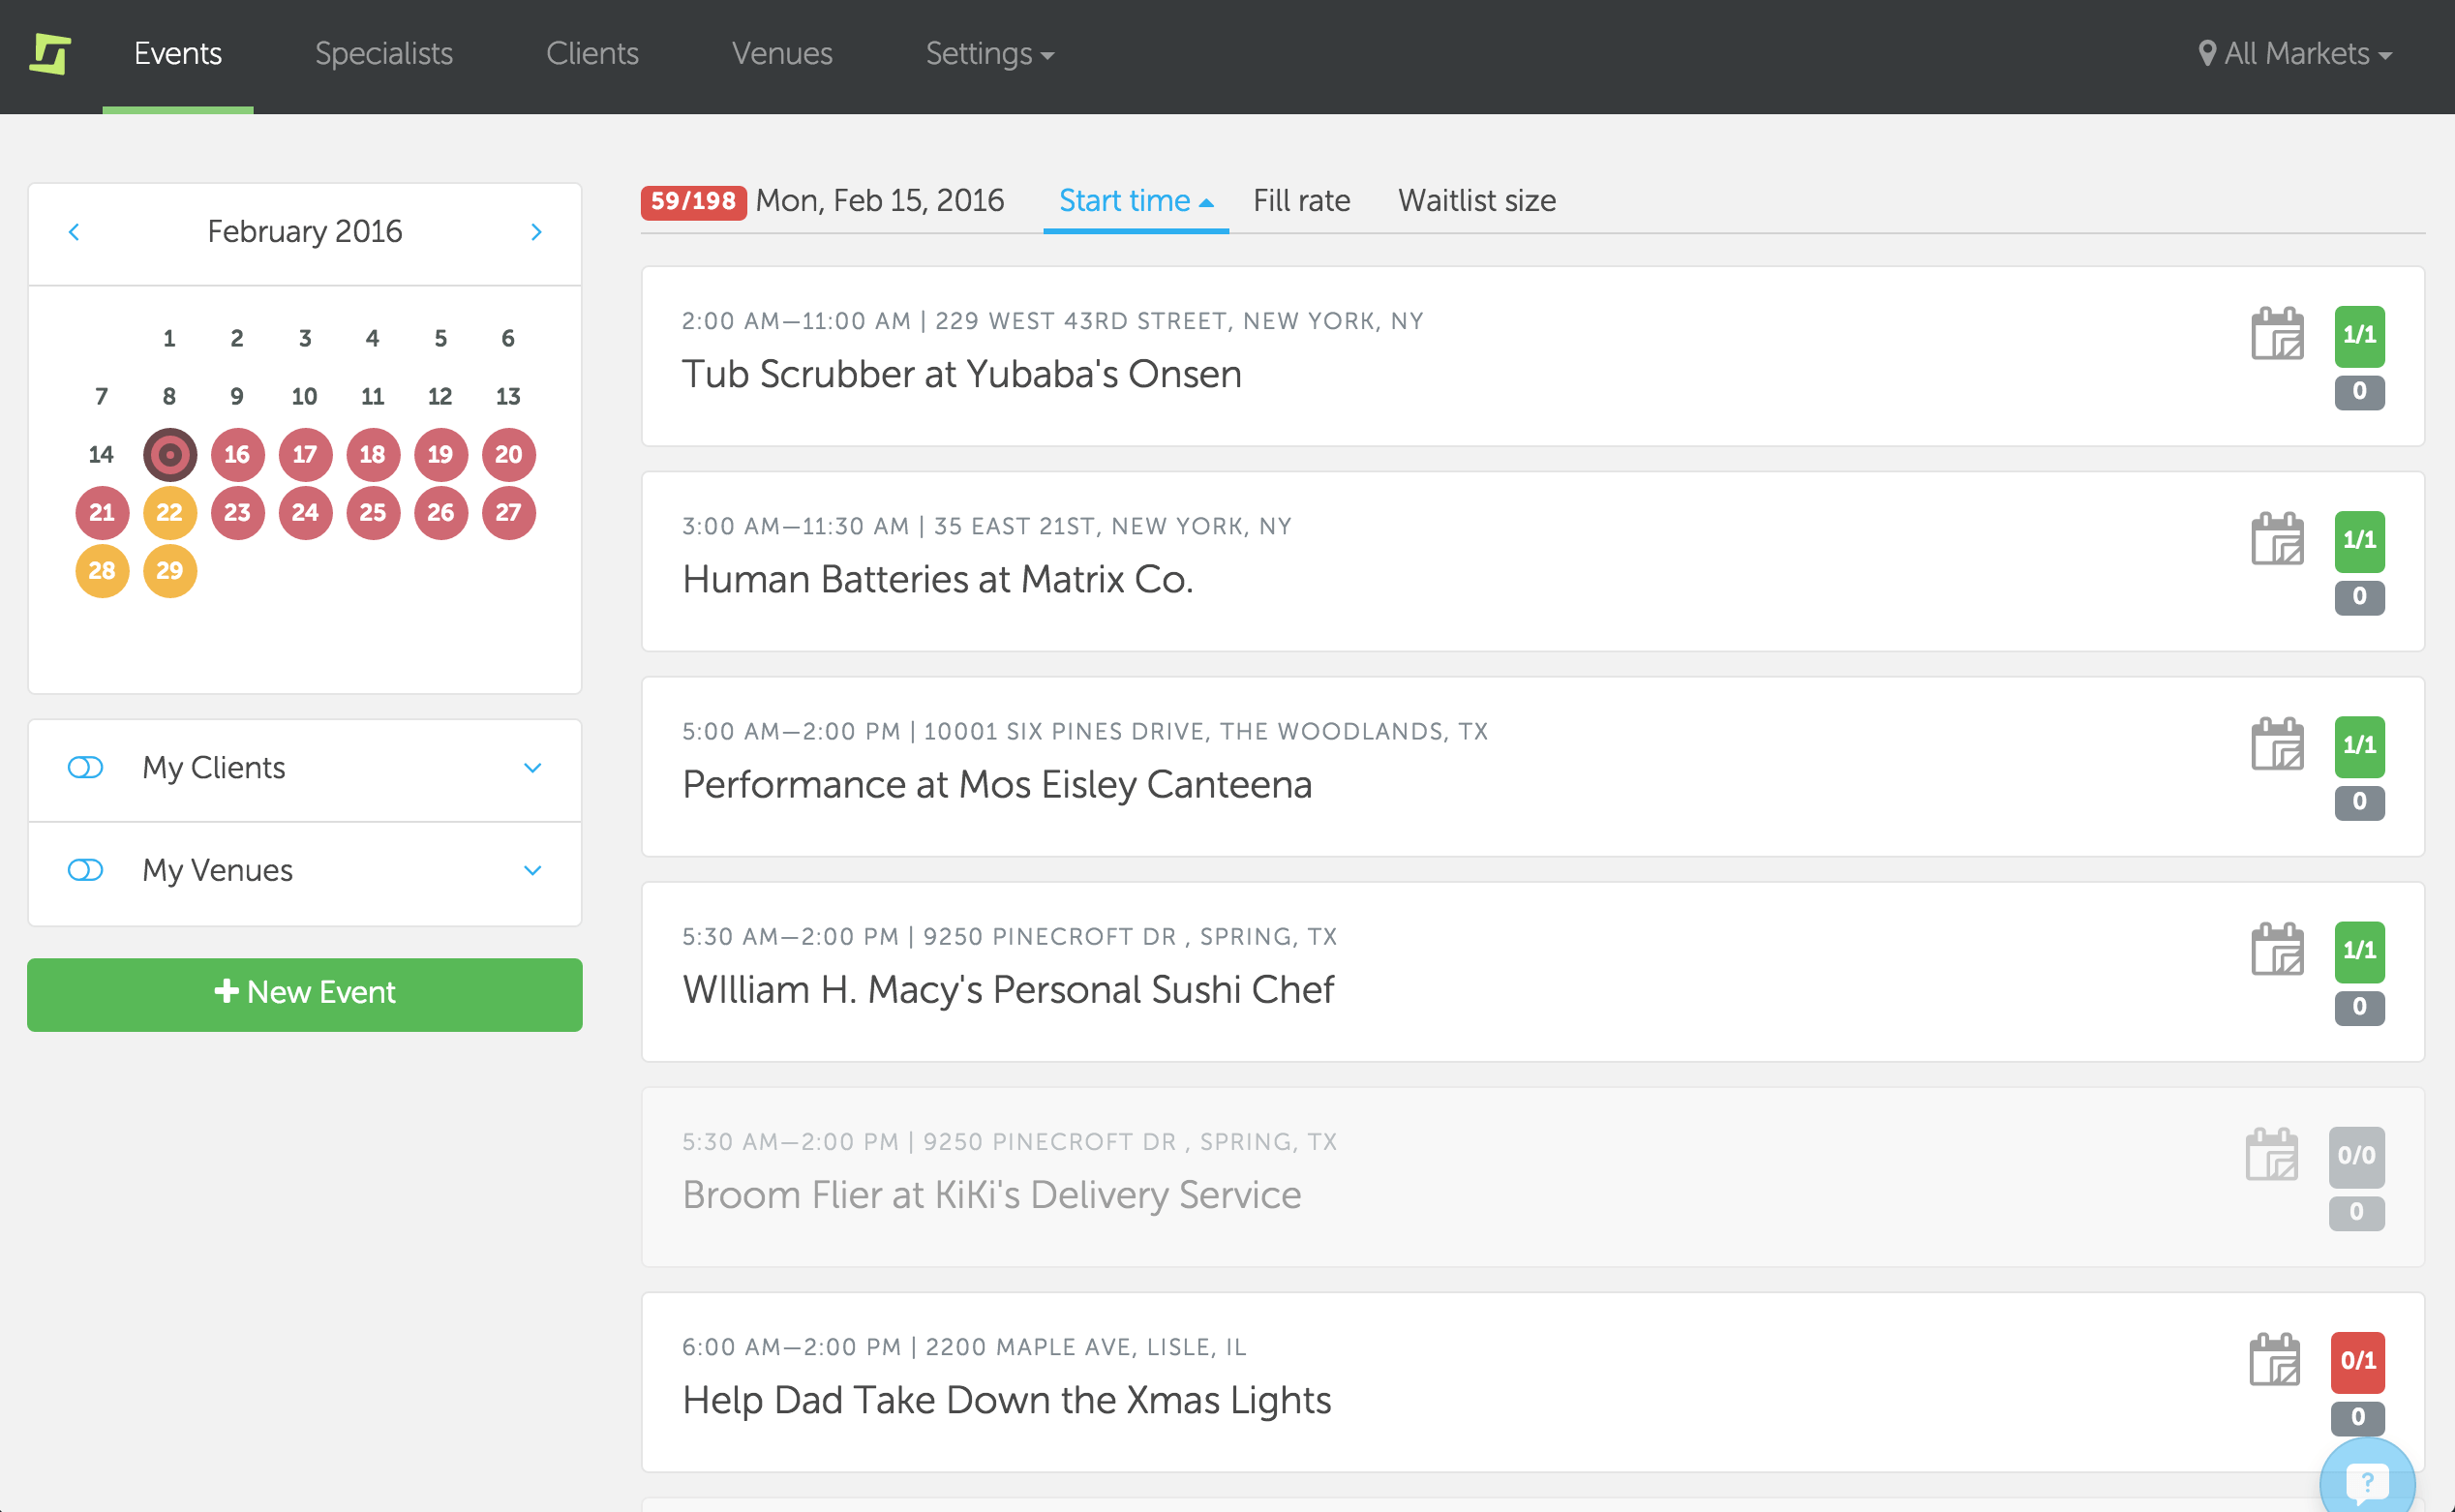 Events Specialists Clients Venues Settings All Markets
February 2016
1 2 3 4 5 6
7 8 9 10 11 12 13
14 16 17 18 19 20
21 22 23 24 25 26 27
28 29
My Clients
My Venues
New Event
59/198 Mon, Feb 15, 2016 Start time Fill rate Waitlist size
2:00 AM—11:00 AM | 229 WEST 43RD STREET, NEW YORK, NY
Tub Scrubber at Yubaba's Onsen
1/1
0
3:00 AM—11:30 AM | 35 EAST 21ST, NEW YORK, NY
Human Batteries at Matrix Co.
1/1
0
5:00 AM—2:00 PM | 10001 SIX PINES DRIVE, THE WOODLANDS, TX
Performance at Mos Eisley Canteena
1/1
0
5:30 AM—2:00 PM | 9250 PINECROFT DR , SPRING, TX
WIlliam H. Macy's Personal Sushi Chef
1/1
0
5:30 AM—2:00 PM | 9250 PINECROFT DR , SPRING, TX
Broom Flier at KiKi's Delivery Service
0/0
0
6:00 AM—2:00 PM | 2200 MAPLE AVE, LISLE, IL
Help Dad Take Down the Xmas Lights
0/1
0
?